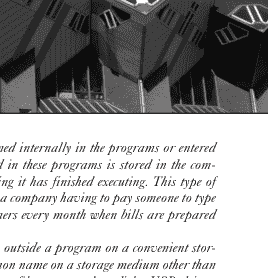 ned internally in the programs or entered
d in these programs is stored in the com-
ing it has finished executing. This type of
a company having to pay someone to type
ners every month when bills are prepared
outside a program on a convenient stor-
non name on a storage medium other than